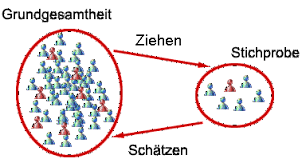 Grundgesamtheit
Ziehen
Stichprobe
Schätzen